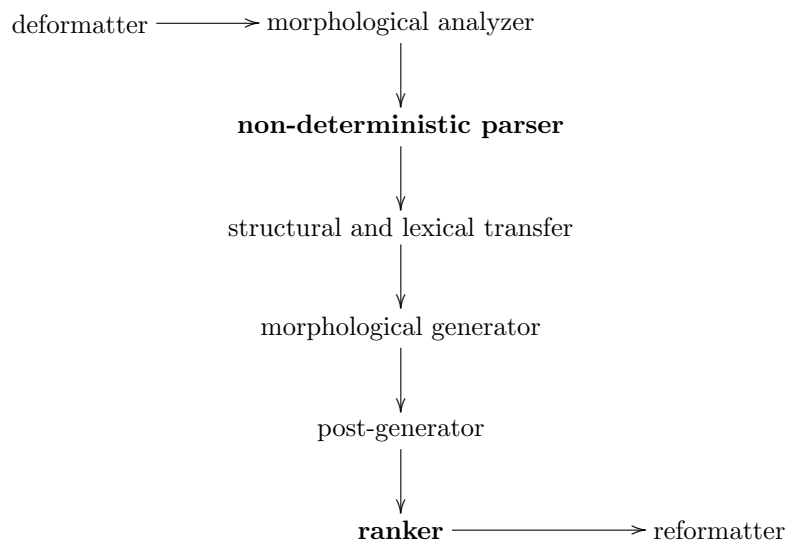 deformatter
morphological analyzer
non-deterministic parser
structural and lexical transfer
morphological generator
post-generator
ranker
reformatter